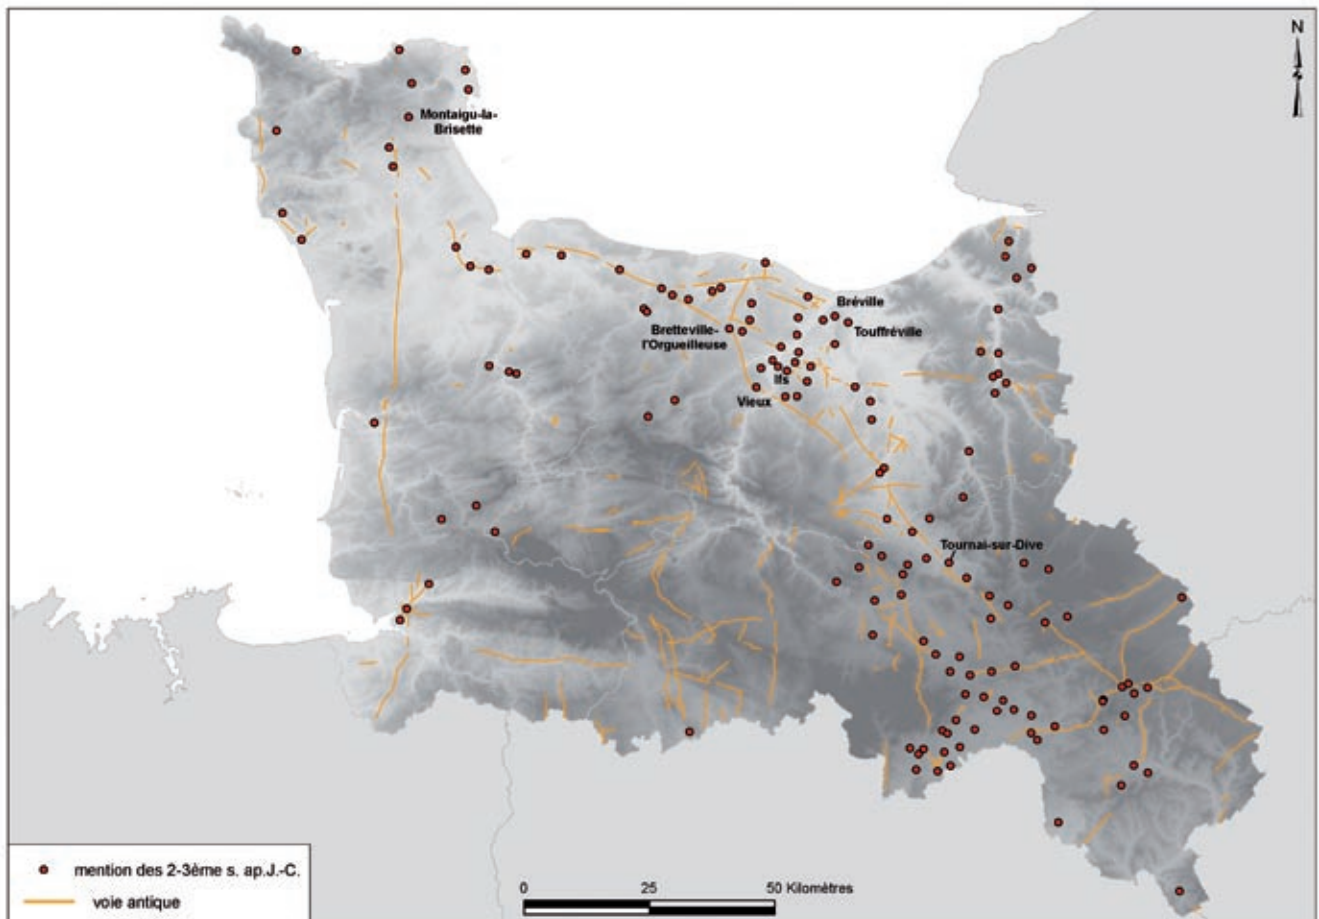 N
Montaigu-la-
Brisette
Bréville
Touffréville
Bretteville-
l'Orgueilleuse
Ifs
Vieux
Tournai-sur-Dive
mention des 2-3ème s. ap.J.-C.
voie antique
0 25 50 Kilomètres